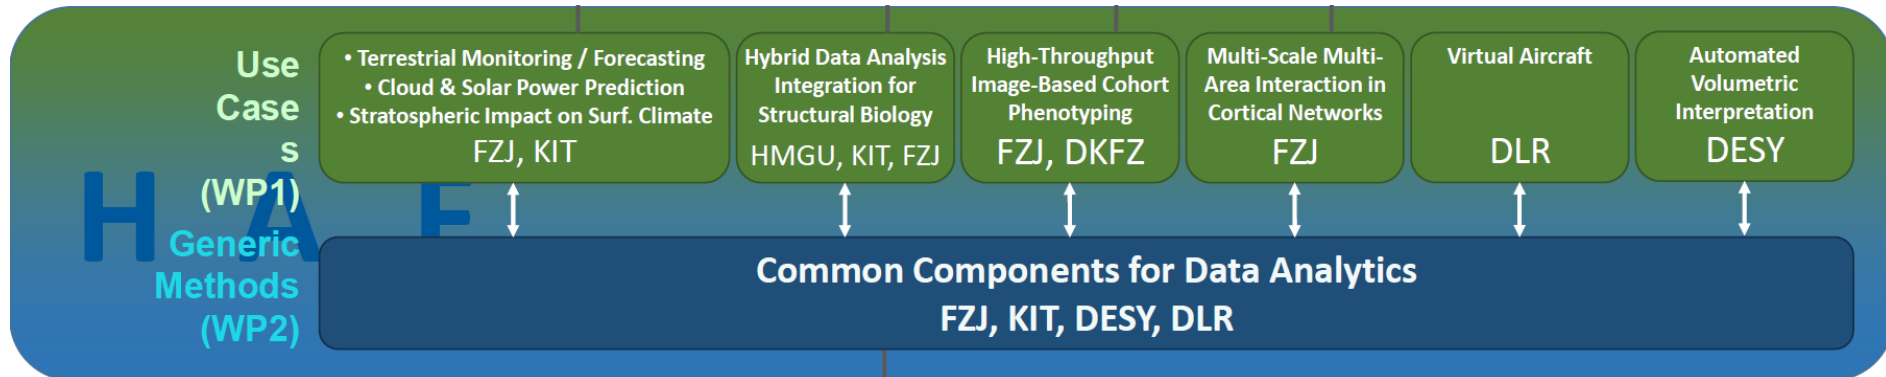 Use
Case
s
(WP1)
• Terrestrial Monitoring / Forecasting
• Cloud & Solar Power Prediction
• Stratospheric Impact on Surf. Climate
FZJ, KIT
Hybrid Data Analysis
Integration for
Structural Biology
HMGU, KIT, FZJ
High-Throughput
Image-Based Cohort
Phenotyping
FZJ, DKFZ
Multi-Scale Multi-
Area Interaction in
Cortical Networks
FZJ
Virtual Aircraft
DLR
Automated
Volumetric
Interpretation
DESY
H A F
Generic
Methods
(WP2)
Common Components for Data Analytics
FZJ, KIT, DESY, DLR